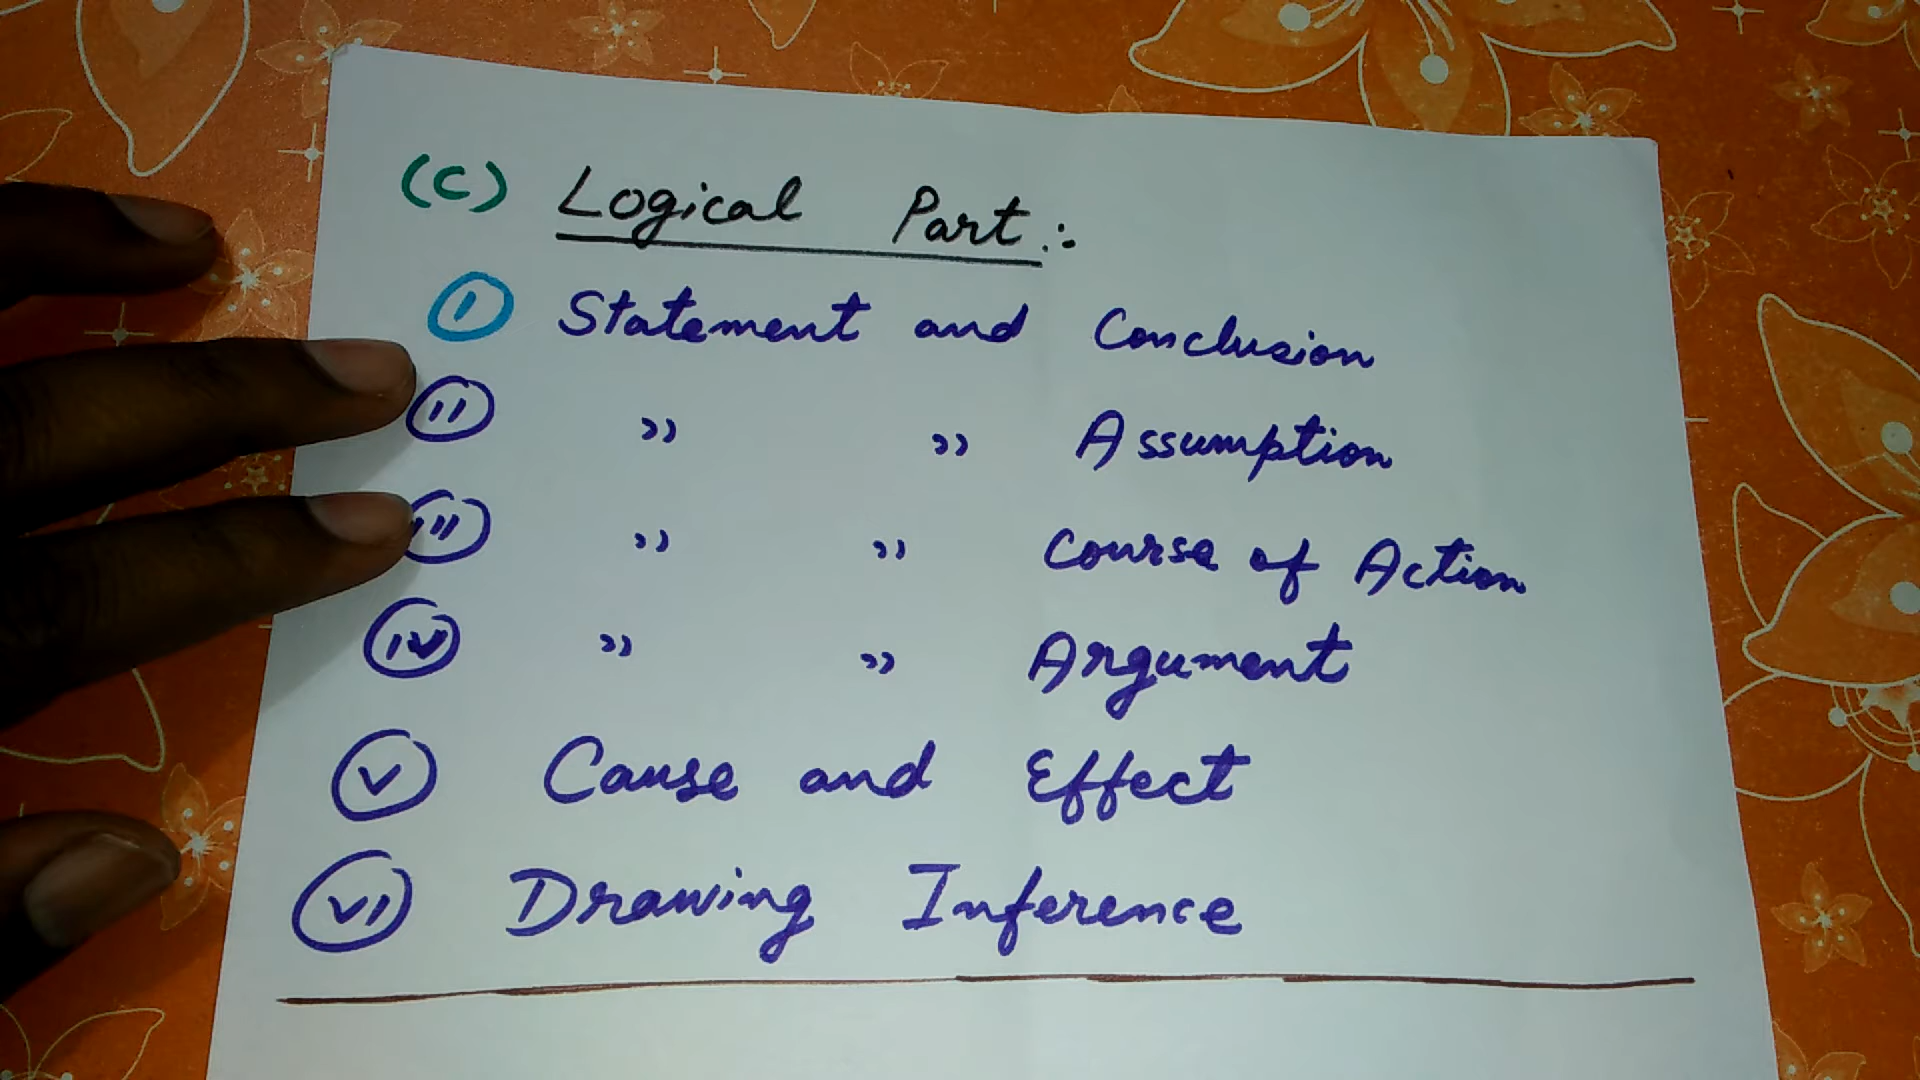 (C) Logical Part :-
(i) Statement and Conclusion
(ii) " " Assumption
(iii) " " Course of Action
(iv) " " Argument
(v) Cause and Effect
(vi) Drawing Inference